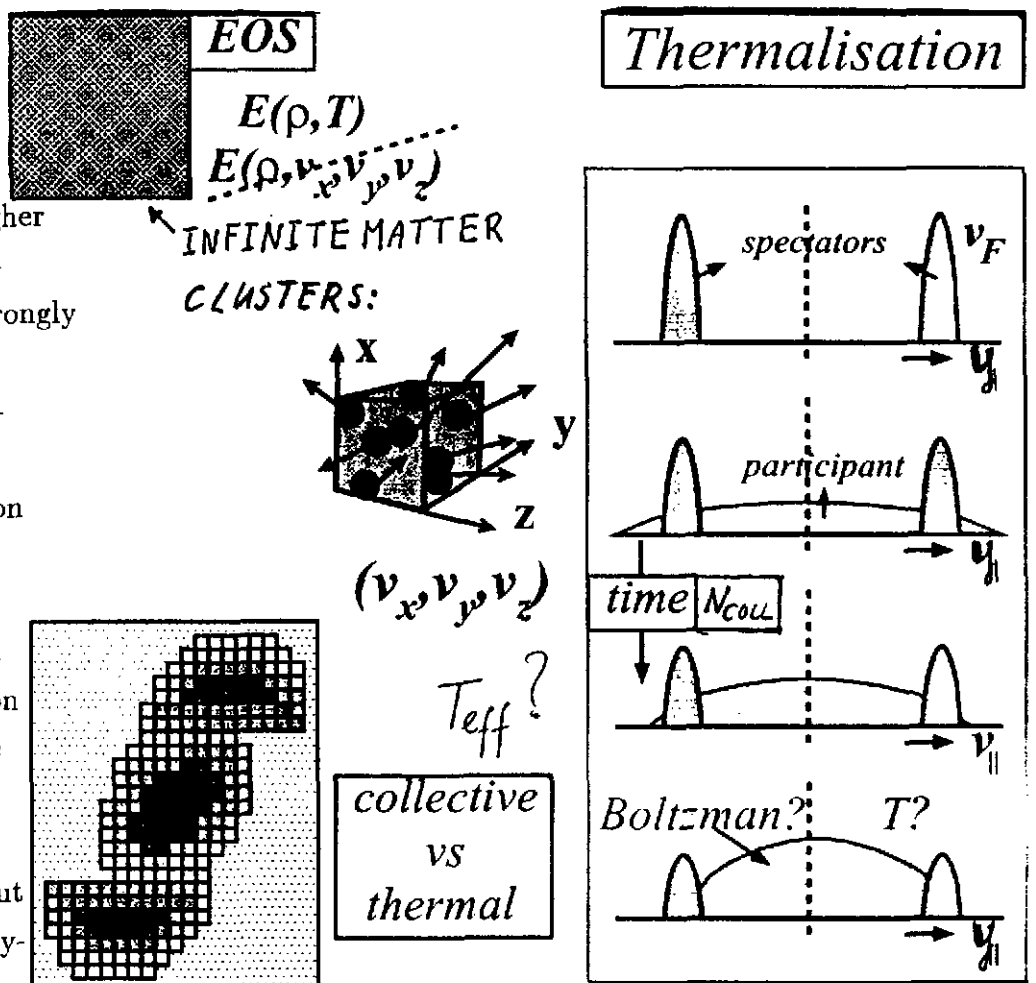 EOS
E(ρ,T)
E(ρ,v_x,v_y,v_z)
INFINITE MATTER
CLUSTERS:
gher
rongly
on
on
ut
y-
x
y
z
(v_x,v_y,v_z)
T_eff?
collective
vs
thermal
Thermalisation
spectators
v_F
y_||
participant
y_||
time N_COLL
v_||
Boltzman? T?
y_||